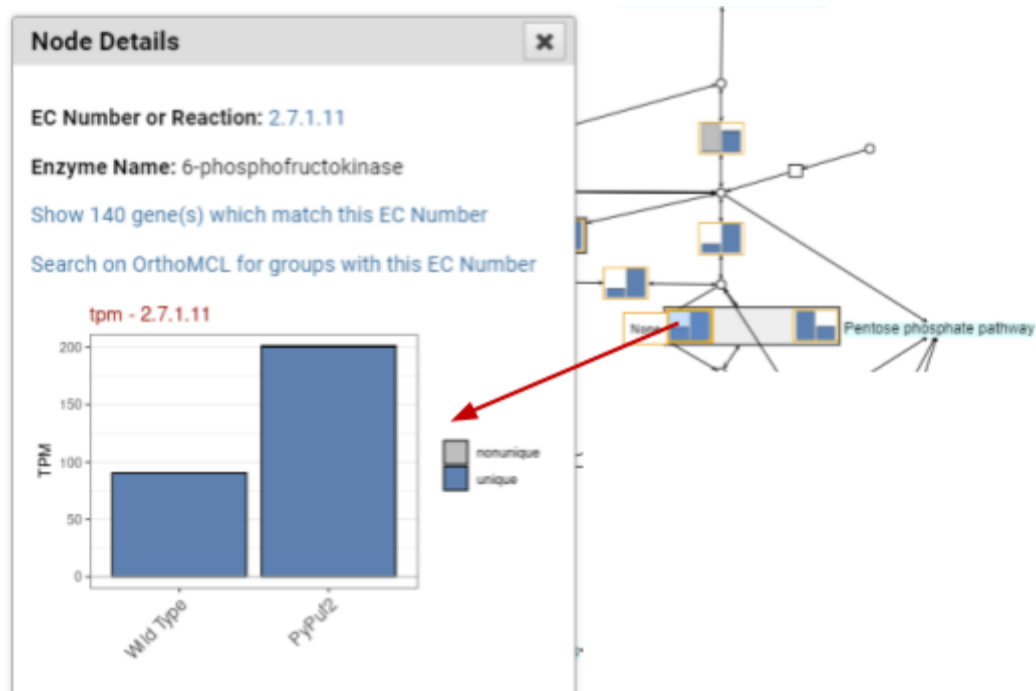 Node Details
EC Number or Reaction: 2.7.1.11
Enzyme Name: 6-phosphofructokinase
Show 140 gene(s) which match this EC Number
Search on OrthoMCL for groups with this EC Number
tpm - 2.7.1.11
200
150
100
50
0
TPM
Wild Type
PyPuf2
nonunique
unique
None
Pentose phosphate pathway